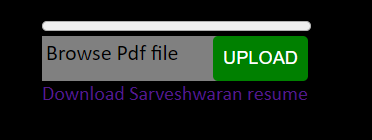 Browse Pdf file
UPLOAD
Download Sarveshwaran resume